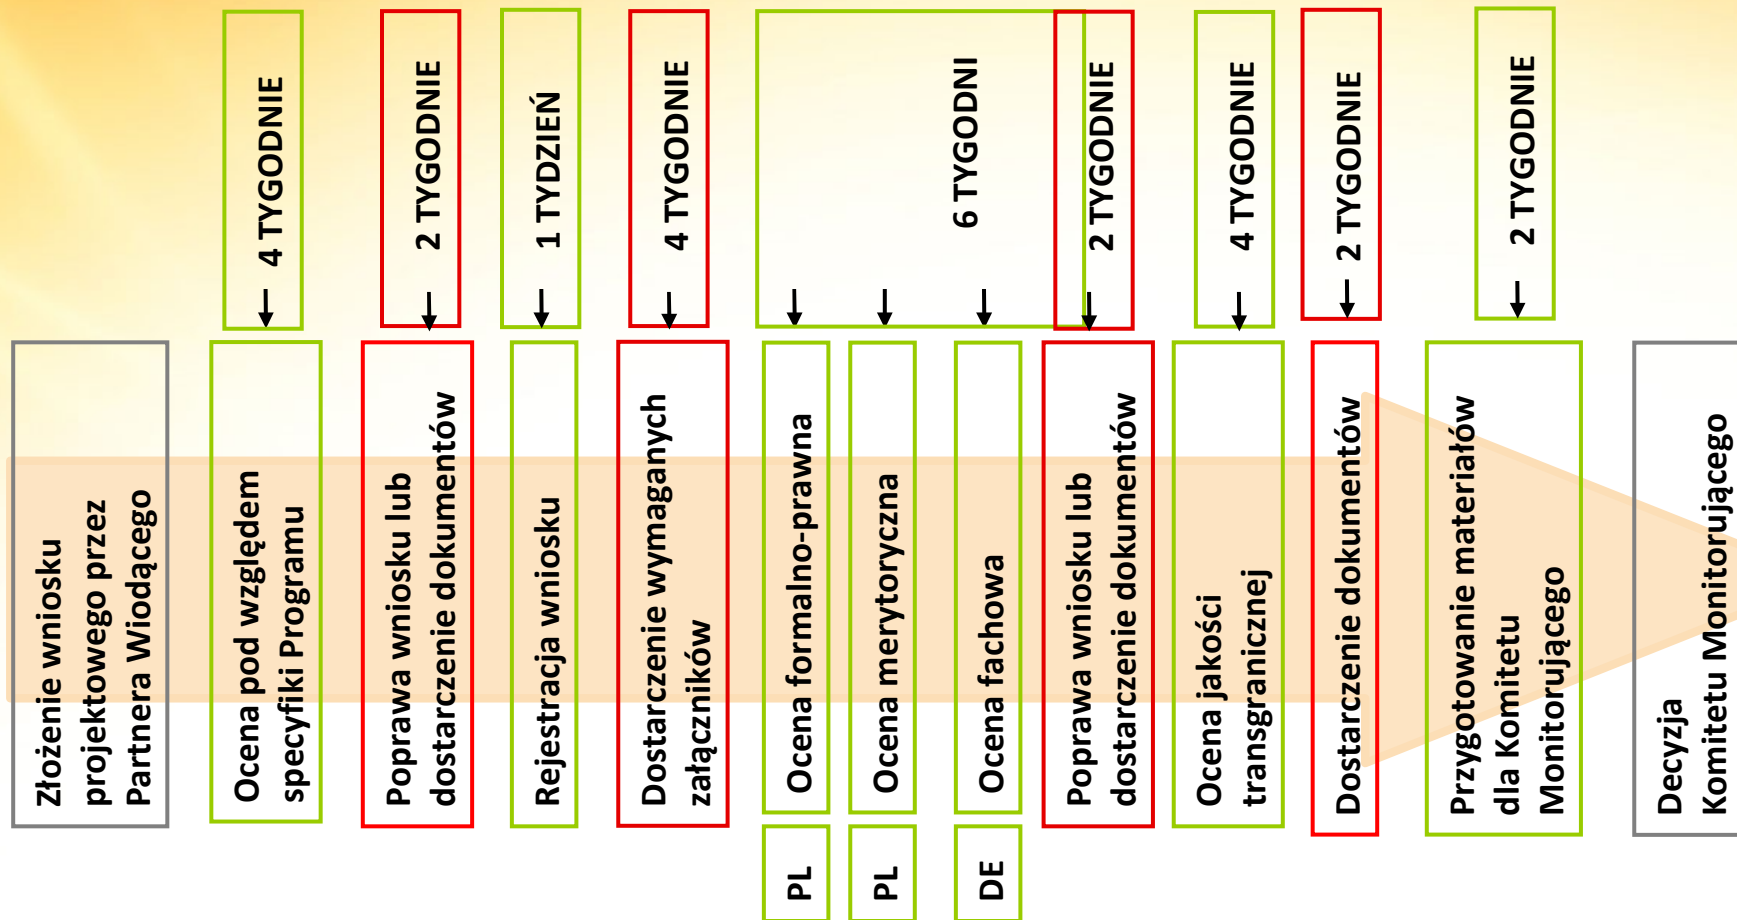 Złożenie wniosku
projektowego przez
Partnera Wiodącego
Ocena pod względem
specyfiki Programu
4 TYGODNIE
Poprawa wniosku lub
dostarczenie dokumentów
2 TYGODNIE
Rejestracja wniosku
1 TYDZIEŃ
Dostarczenie wymaganych
załączników
4 TYGODNIE
PL
Ocena formalno-prawna
PL
Ocena merytoryczna
DE
Ocena fachowa
6 TYGODNI
Poprawa wniosku lub
dostarczenie dokumentów
2 TYGODNIE
Ocena jakości
transgranicznej
4 TYGODNIE
Dostarczenie dokumentów
2 TYGODNIE
Przygotowanie materiałów
dla Komitetu
Monitorującego
2 TYGODNIE
Decyzja
Komitetu Monitorującego